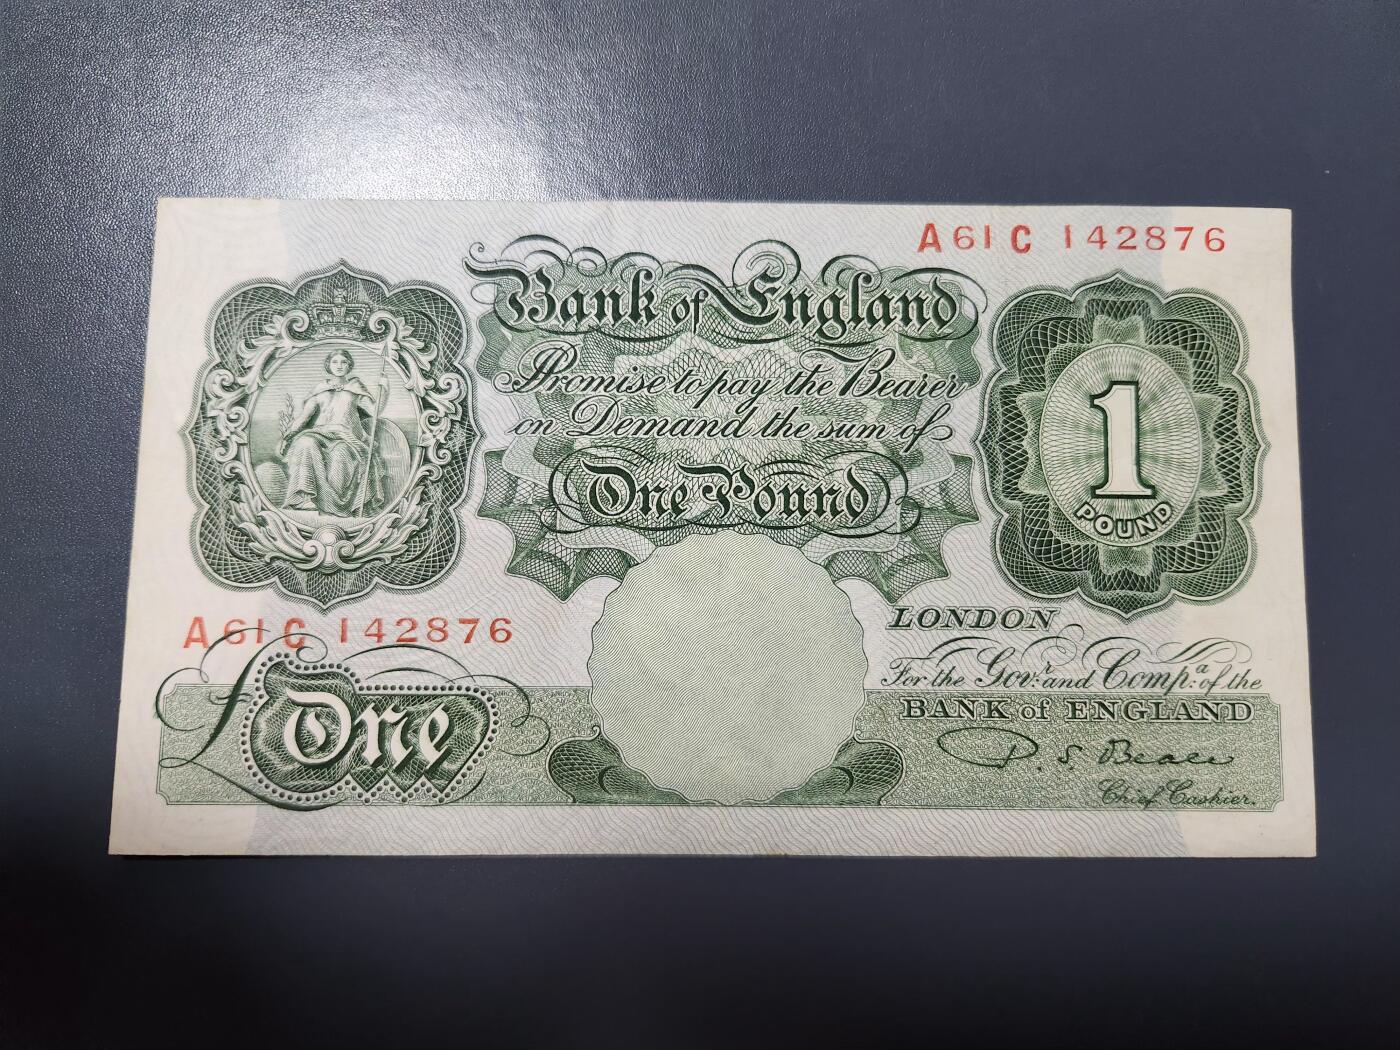 A61C 142876
Bank of England
Promise to pay the Bearer
on Demand the sum of
One Pound
1
POUND
A61C 142876
£One
LONDON
For the Govr. and Compa. of the
BANK of ENGLAND
P. S. Beale
Chief Cashier.